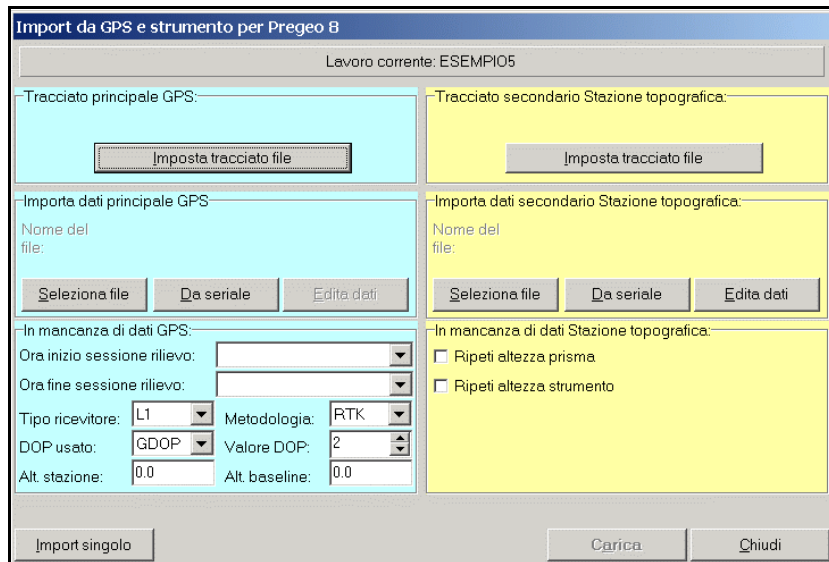 Import da GPS e strumento per Pregeo 8
Lavoro corrente: ESEMPIO5
Tracciato principale GPS:
Imposta tracciato file
Tracciato secondario Stazione topografica:
Imposta tracciato file
Importa dati principale GPS
Nome del
file:
Seleziona file Da seriale Edita dati
Importa dati secondario Stazione topografica:
Nome del
file:
Seleziona file Da seriale Edita dati
In mancanza di dati GPS:
Ora inizio sessione rilievo:
Ora fine sessione rilievo:
Tipo ricevitore: L1 Metodologia: RTK
DOP usato: GDOP Valore DOP: 2
Alt. stazione: 0.0 Alt. baseline: 0.0
In mancanza di dati Stazione topografica:
Ripeti altezza prisma
Ripeti altezza strumento
Import singolo Carica Chiudi